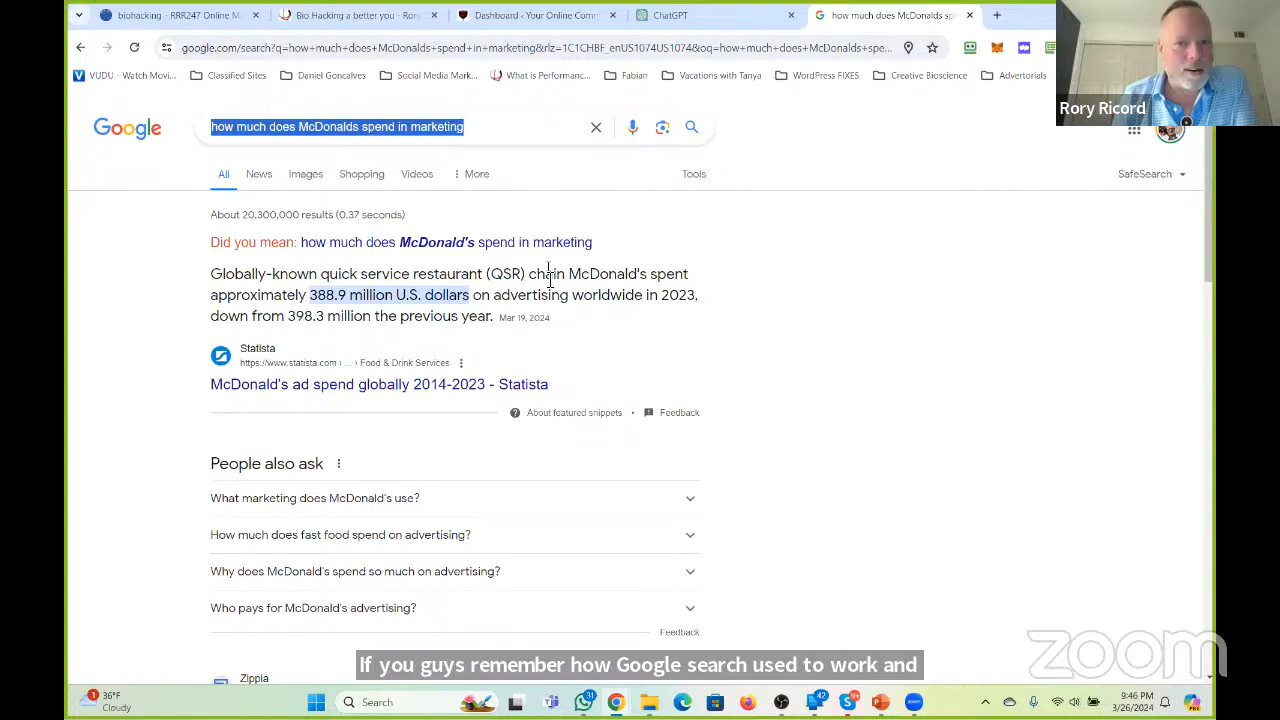 biohacking - RRR247 Online M
Bio Hacking a better you - Rory
Dashboard ‹ Your Online Comm
ChatGPT
how much does McDonalds sp
google.com/search?q=how+much+does+McDonalds+spend+in+marketing&rlz=1C1CHBF_enUS1074US1074&oq=how+much+does+McDonalds+spe...
VUDU - Watch Movi...
Classified Sites
Daniel Gonsalves
Social Media Mark...
What is Performanc...
Fabian
Vacations with Tanya
WordPress FIXES
Creative Bioscience
Advertorials
Rory Ricord
Google
how much does McDonalds spend in marketing
All
News
Images
Shopping
Videos
More
Tools
SafeSearch
About 20,300,000 results (0.37 seconds)
Did you mean: how much does McDonald's spend in marketing
Globally-known quick service restaurant (QSR) chain McDonald's spent
approximately 388.9 million U.S. dollars on advertising worldwide in 2023,
down from 398.3 million the previous year. Mar 19, 2024
Statista
https://www.statista.com › ... › Food & Drink Services
McDonald's ad spend globally 2014-2023 - Statista
About featured snippets • Feedback
People also ask
What marketing does McDonald's use?
How much does fast food spend on advertising?
Why does McDonald's spend so much on advertising?
Who pays for McDonald's advertising?
Feedback
zoom
If you guys remember how Google search used to work and
Zippia
1
36°F
Cloudy
Search
31
42
9+
9:46 PM
3/26/2024